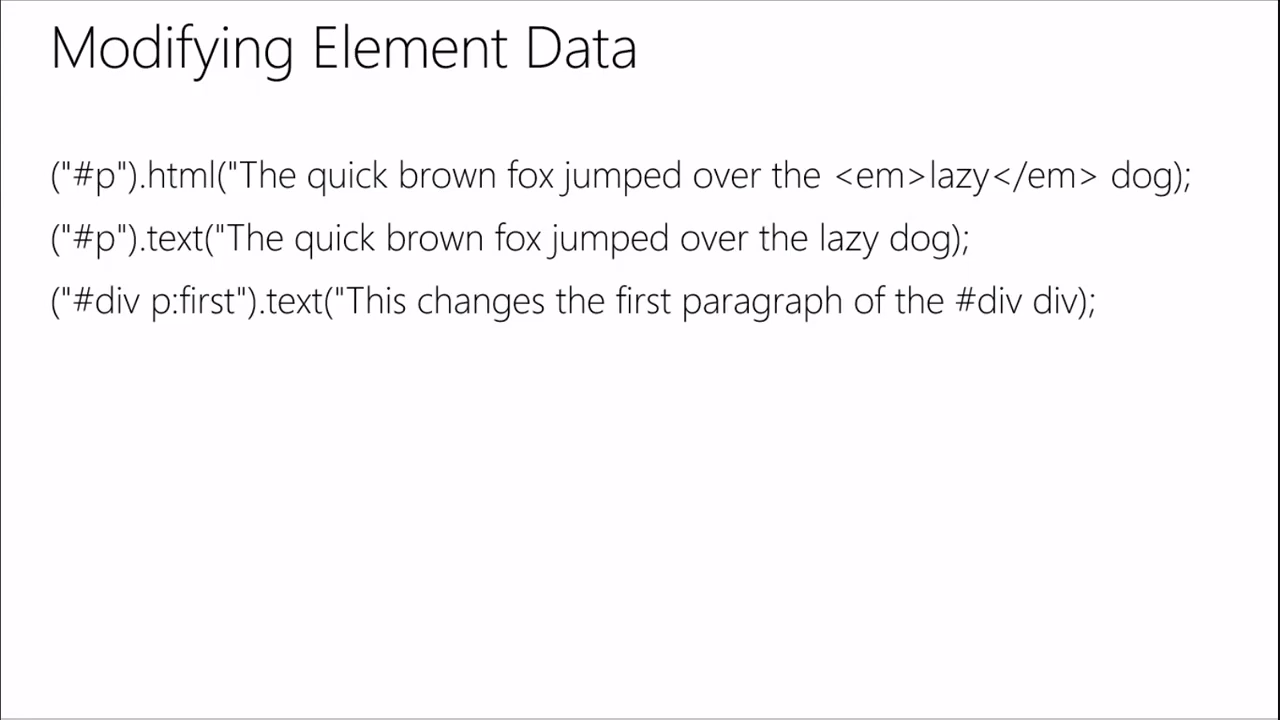 Modifying Element Data
("#p").html("The quick brown fox jumped over the <em>lazy</em> dog);
("#p").text("The quick brown fox jumped over the lazy dog);
("#div p:first").text("This changes the first paragraph of the #div div);